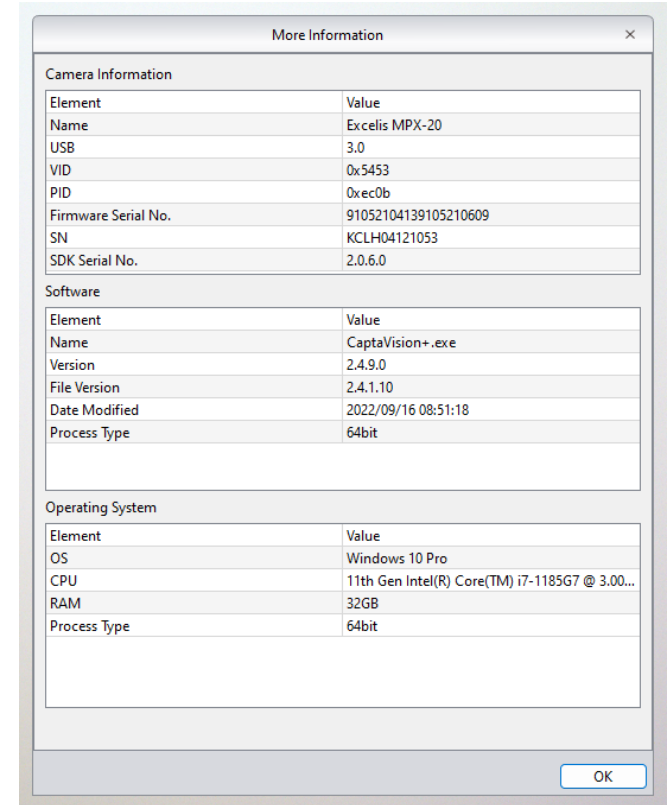 More Information ×
Camera Information
Element Value
Name Excelis MPX-20
USB 3.0
VID 0x5453
PID 0xec0b
Firmware Serial No. 91052104139105210609
SN KCLH04121053
SDK Serial No. 2.0.6.0
Software
Element Value
Name CaptaVision+.exe
Version 2.4.9.0
File Version 2.4.1.10
Date Modified 2022/09/16 08:51:18
Process Type 64bit
Operating System
Element Value
OS Windows 10 Pro
CPU 11th Gen Intel(R) Core(TM) i7-1185G7 @ 3.00...
RAM 32GB
Process Type 64bit
OK